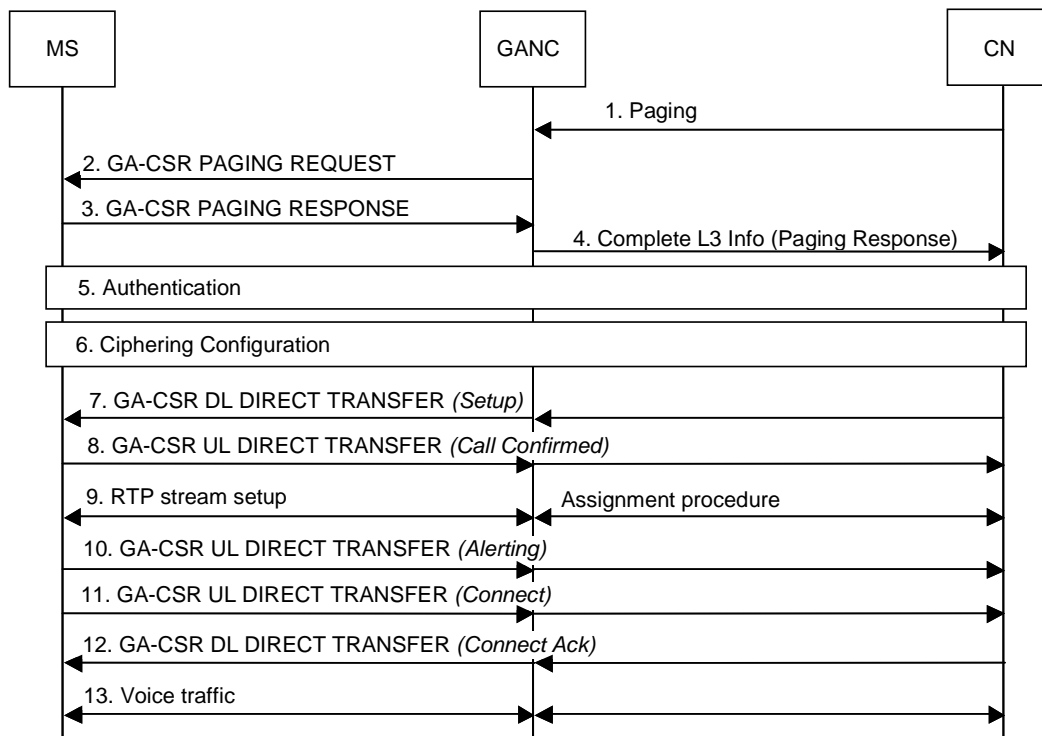 MS
GANC
CN
1. Paging
2. GA-CSR PAGING REQUEST
3. GA-CSR PAGING RESPONSE
4. Complete L3 Info (Paging Response)
5. Authentication
6. Ciphering Configuration
7. GA-CSR DL DIRECT TRANSFER (Setup)
8. GA-CSR UL DIRECT TRANSFER (Call Confirmed)
9. RTP stream setup
Assignment procedure
10. GA-CSR UL DIRECT TRANSFER (Alerting)
11. GA-CSR UL DIRECT TRANSFER (Connect)
12. GA-CSR DL DIRECT TRANSFER (Connect Ack)
13. Voice traffic